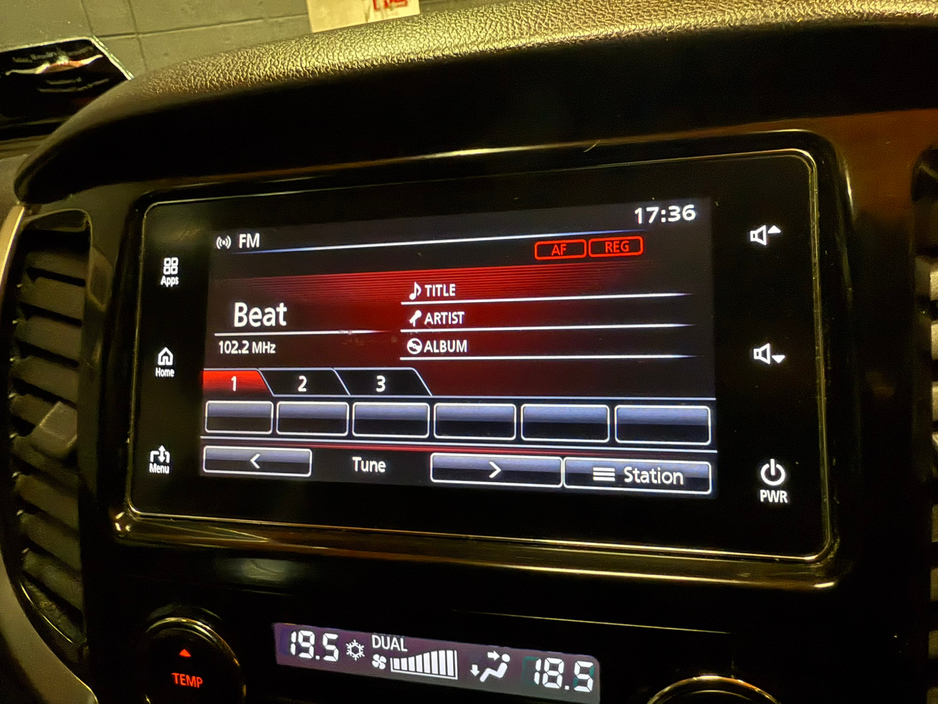 17:36
FM
AF REG
Apps
TITLE
Beat
ARTIST
102.2 MHz
ALBUM
Home
1 2 3
Menu
< Tune > Station
PWR
19.5 DUAL 18.5
TEMP